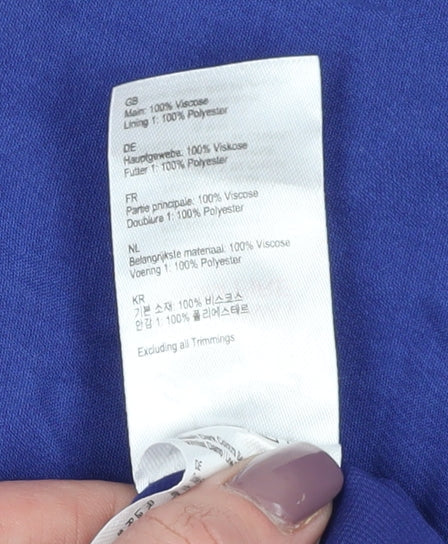 GB
Main: 100% Viscose
Lining 1: 100% Polyester
DE
Hauptgewebe: 100% Viskose
Futter 1: 100% Polyester
FR
Partie principale: 100% Viscose
Doublure 1: 100% Polyester
NL
Belangrijkste materiaal: 100% Viscose
Voering 1: 100% Polyester
KR
기본 소재: 100% 비스코스
안감 1: 100% 폴리에스테르
Excluding all Trimmings